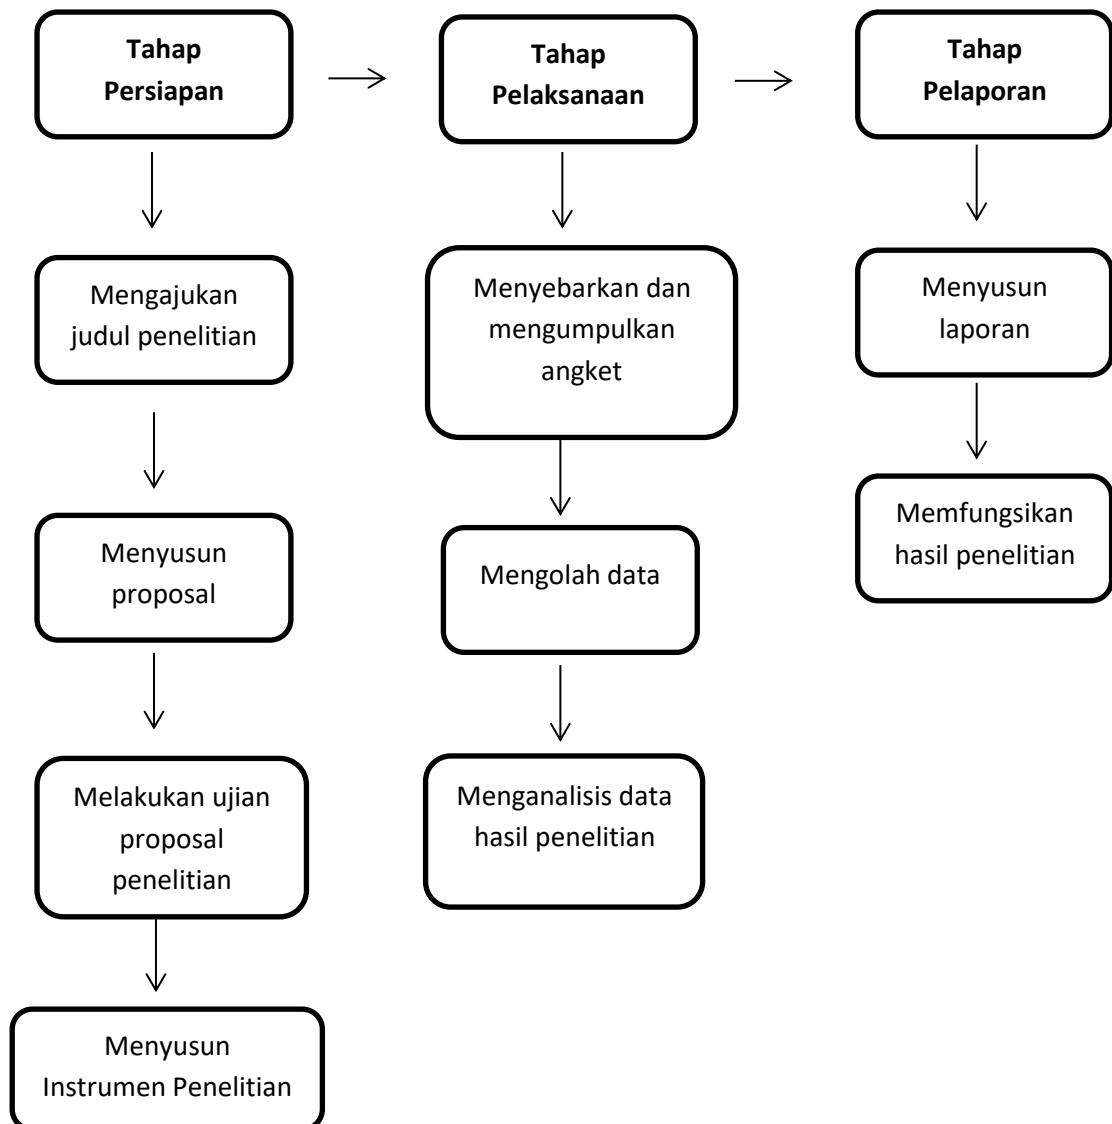 Tahap
Persiapan
Tahap
Pelaksanaan
Tahap
Pelaporan
Mengajukan
judul penelitian
Menyebarkan dan
mengumpulkan
angket
Menyusun
laporan
Menyusun
proposal
Mengolah data
Memfungsikan
hasil penelitian
Melakukan ujian
proposal
penelitian
Menganalisis data
hasil penelitian
Menyusun
Instrumen Penelitian